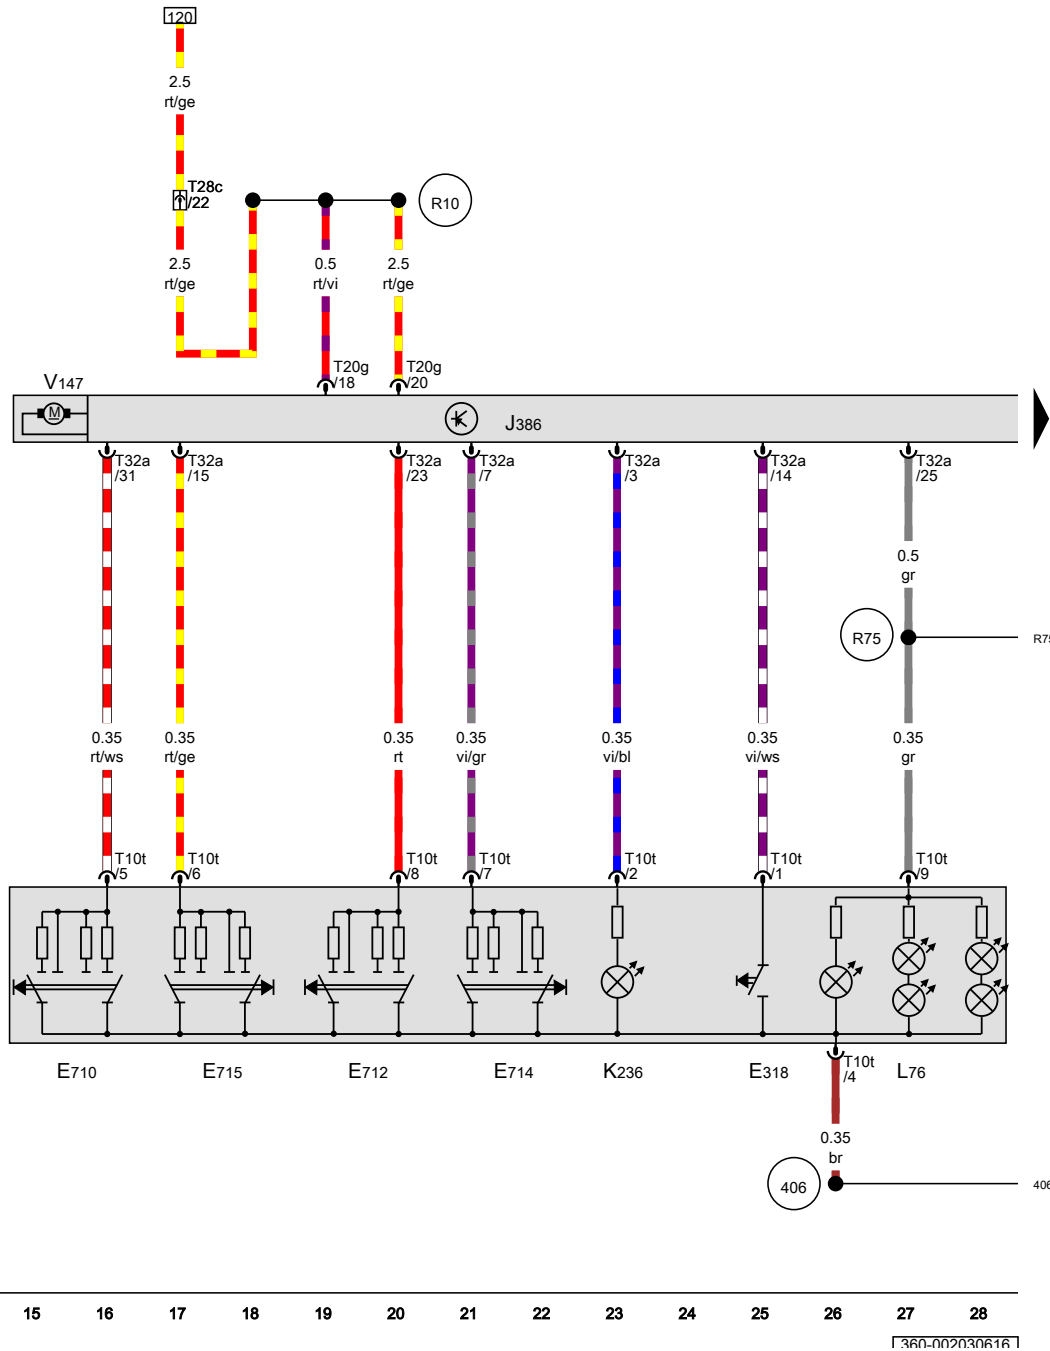 120
2.5
rt/ge
T28c
/22
R10
2.5
rt/ge
0.5
rt/vi
2.5
rt/ge
T20g
/18
T20g
/20
V147
M
J386
T32a
/31
T32a
/15
T32a
/23
T32a
/7
T32a
/3
T32a
/14
T32a
/25
0.5
gr
R75
R75
0.35
rt/ws
0.35
rt/ge
0.35
rt
0.35
vi/gr
0.35
vi/bl
0.35
vi/ws
0.35
gr
T10t
/5
T10t
/6
T10t
/8
T10t
/7
T10t
/2
T10t
/1
T10t
/9
E710
E715
E712
E714
K236
E318
T10t
/4
L76
0.35
br
406
406
15 16 17 18 19 20 21 22 23 24 25 26 27 28
360-002030616